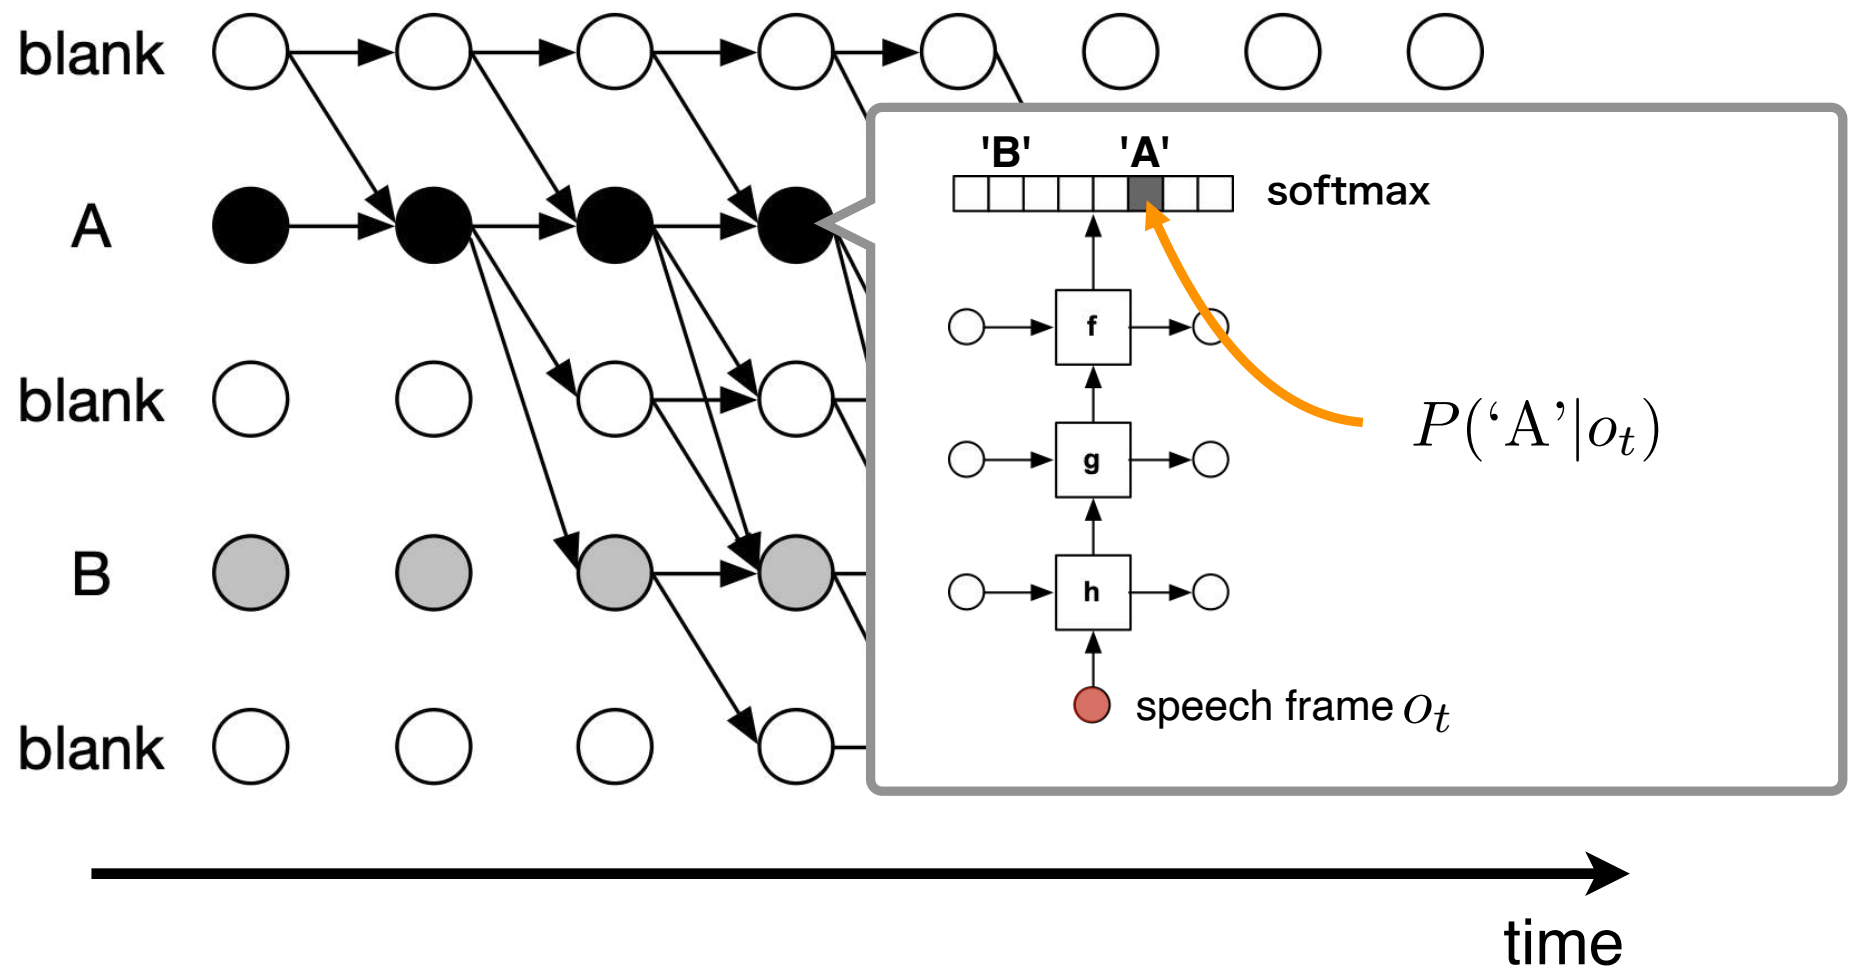 blank
A
blank
B
blank
'B' 'A'
softmax
f
g
h
P(‘A’|o_t)
speech frame o_t
time